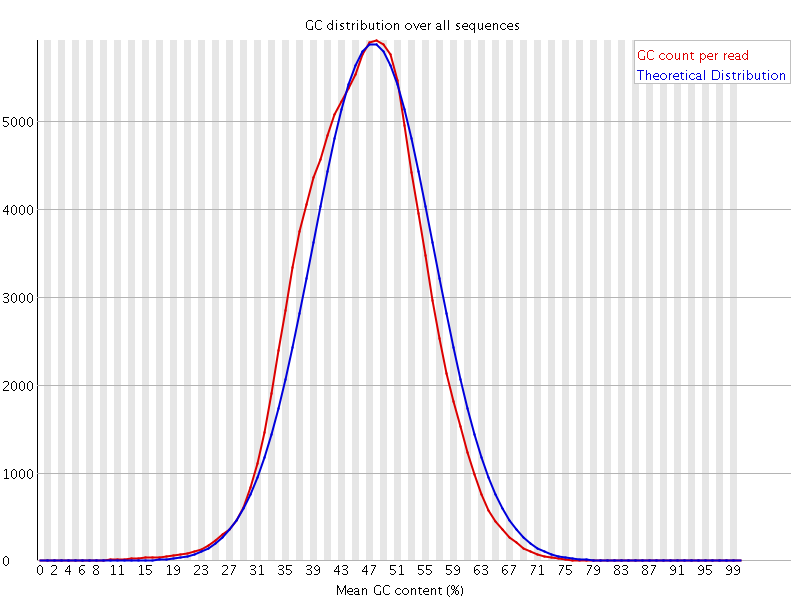 GC distribution over all sequences
GC count per read
Theoretical Distribution
5000
4000
3000
2000
1000
0
0 2 4 6 8 11 15 19 23 27 31 35 39 43 47 51 55 59 63 67 71 75 79 83 87 91 95 99
Mean GC content (%)